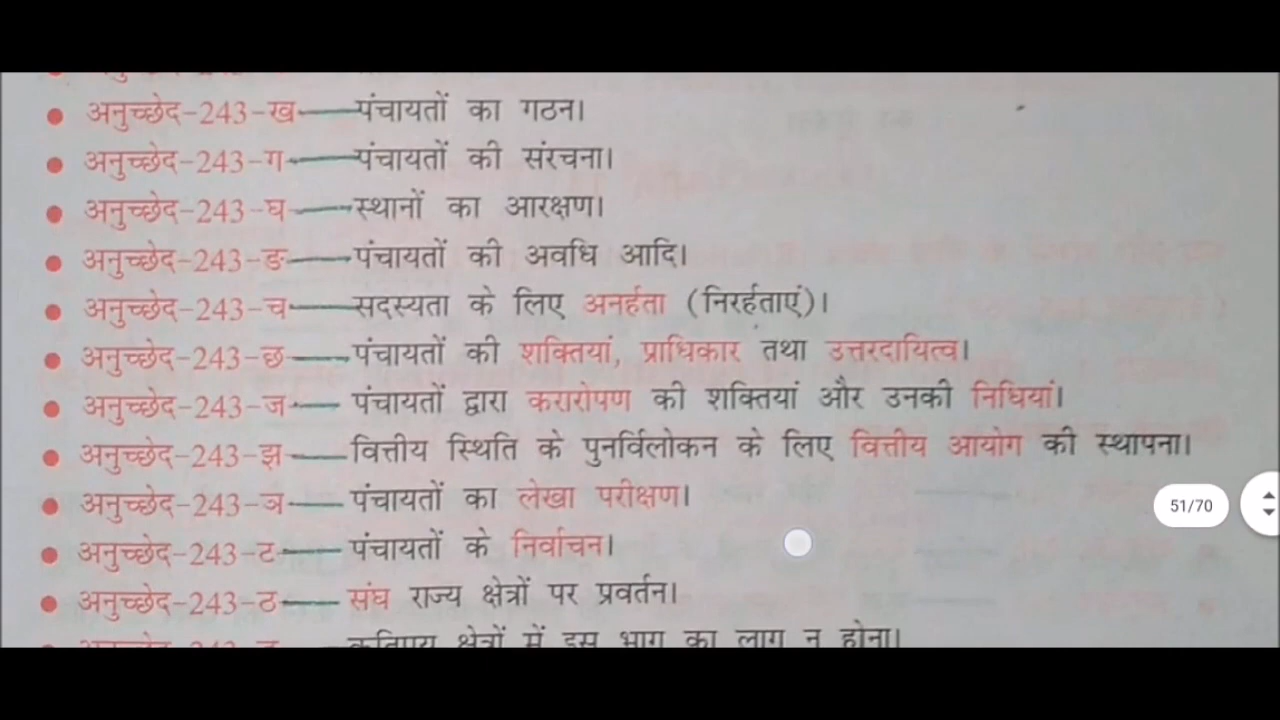 • अनुच्छेद-243-ख——पंचायतों का गठन।
• अनुच्छेद-243-ग——पंचायतों की संरचना।
• अनुच्छेद-243-घ——स्थानों का आरक्षण।
• अनुच्छेद-243-ङ——पंचायतों की अवधि आदि।
• अनुच्छेद-243-च——सदस्यता के लिए अनर्हता (निरर्हताएं)।
• अनुच्छेद-243-छ——पंचायतों की शक्तियां, प्राधिकार तथा उत्तरदायित्व।
• अनुच्छेद-243-ज—— पंचायतों द्वारा करारोपण की शक्तियां और उनकी निधियां।
• अनुच्छेद-243-झ——वित्तीय स्थिति के पुनर्विलोकन के लिए वित्तीय आयोग की स्थापना।
• अनुच्छेद-243-ञ—— पंचायतों का लेखा परीक्षण।
51/70
• अनुच्छेद-243-ट—— पंचायतों के निर्वाचन।
• अनुच्छेद-243-ठ—— संघ राज्य क्षेत्रों पर प्रवर्तन।
क्षेत्रों में इस भाग का लागू न होना।